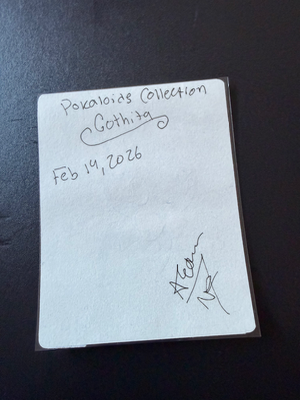 Pokaloids Collection
Gothita
Feb 14, 2026